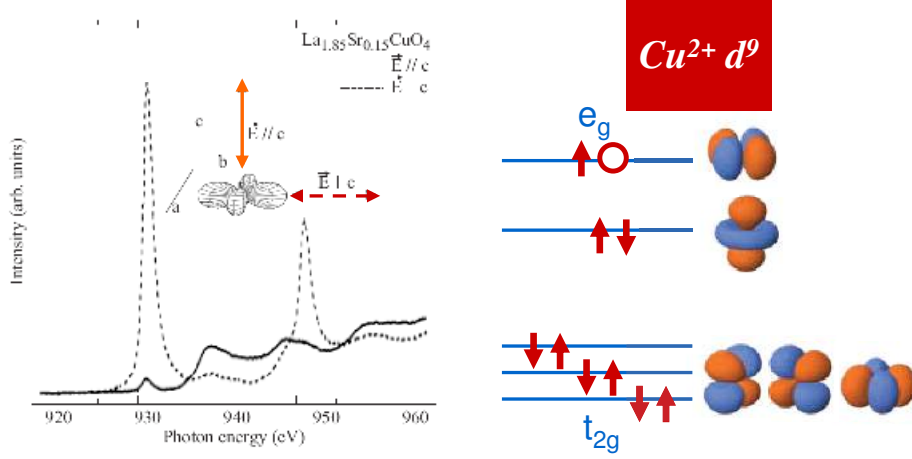 La1.85Sr0.15CuO4
E // c
E c
c
E // c
b
E ⊥ c
a
Intensity (arb. units)
920 930 940 950 960
Photon energy (eV)
Cu2+ d9
eg
t2g